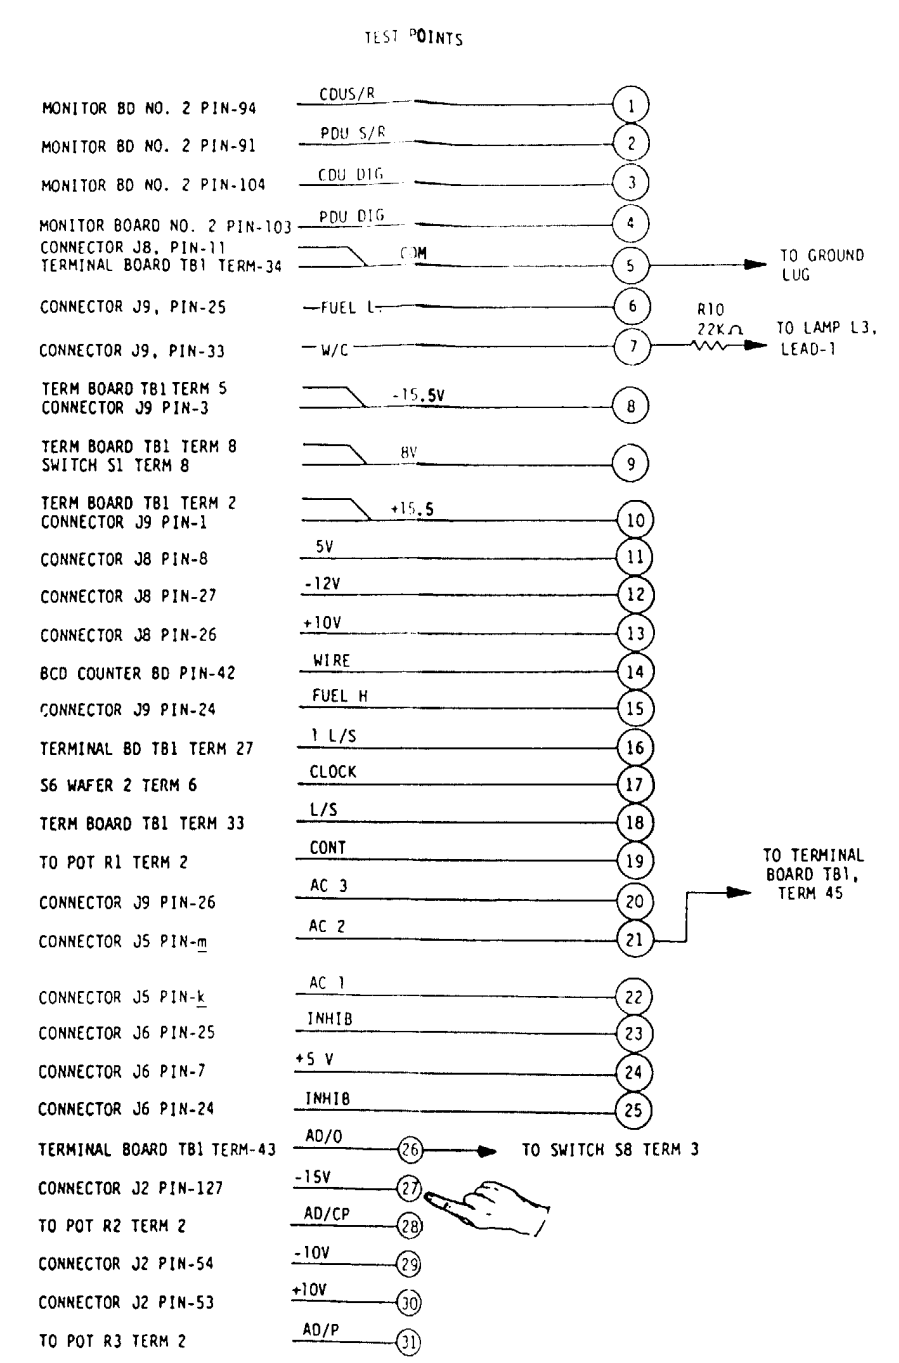 TEST POINTS
MONITOR BD NO. 2 PIN-94 CDUS/R 1
MONITOR BD NO. 2 PIN-91 PDU S/R 2
MONITOR BD NO. 2 PIN-104 CDU DIG 3
MONITOR BOARD NO. 2 PIN-103 PDU DIG 4
CONNECTOR J8, PIN-11
TERMINAL BOARD TB1 TERM-34 COM 5 TO GROUND
LUG
CONNECTOR J9, PIN-25 FUEL L 6
R10
22KΩ
CONNECTOR J9, PIN-33 W/C 7 TO LAMP L3,
LEAD-1
TERM BOARD TB1 TERM 5
CONNECTOR J9 PIN-3 -15.5V 8
TERM BOARD TB1 TERM 8
SWITCH S1 TERM 8 8V 9
TERM BOARD TB1 TERM 2
CONNECTOR J9 PIN-1 +15.5 10
CONNECTOR J8 PIN-8 5V 11
CONNECTOR J8 PIN-27 -12V 12
CONNECTOR J8 PIN-26 +10V 13
BCD COUNTER BD PIN-42 WIRE 14
CONNECTOR J9 PIN-24 FUEL H 15
TERMINAL BD TB1 TERM 27 1 L/S 16
S6 WAFER 2 TERM 6 CLOCK 17
TERM BOARD TB1 TERM 33 L/S 18
TO POT R1 TERM 2 CONT 19
CONNECTOR J9 PIN-26 AC 3 20
CONNECTOR J5 PIN-m AC 2 21
TO TERMINAL
BOARD TB1,
TERM 45
CONNECTOR J5 PIN-k AC 1 22
CONNECTOR J6 PIN-25 INHIB 23
CONNECTOR J6 PIN-7 +5 V 24
CONNECTOR J6 PIN-24 INHIB 25
TERMINAL BOARD TB1 TERM-43 AD/O 26 TO SWITCH S8 TERM 3
CONNECTOR J2 PIN-127 -15V 27
TO POT R2 TERM 2 AD/CP 28
CONNECTOR J2 PIN-54 -10V 29
CONNECTOR J2 PIN-53 +10V 30
TO POT R3 TERM 2 AD/P 31